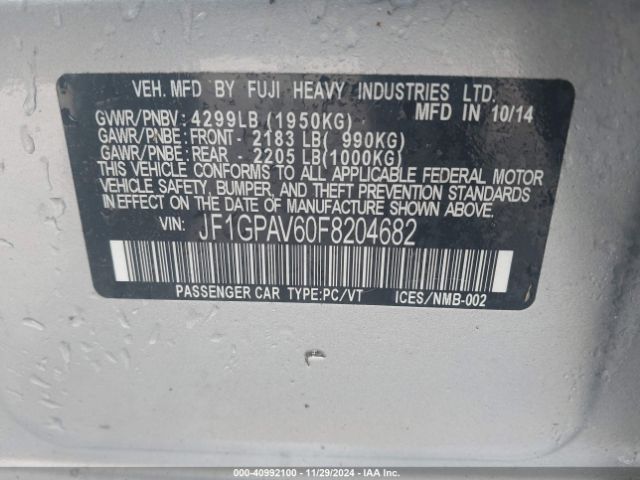 VEH. MFD BY FUJI HEAVY INDUSTRIES LTD.
MFD IN 10/14
GVWR/PNBV : 4299LB (1950KG)
GAWR/PNBE : FRONT - 2183 LB( 990KG)
GAWR/PNBE : REAR - 2205 LB(1000KG)
THIS VEHICLE CONFORMS TO ALL APPLICABLE FEDERAL MOTOR
VEHICLE SAFETY, BUMPER, AND THEFT PREVENTION STANDARDS
IN EFFECT ON THE DATE OF MANUFACTURE SHOWN ABOVE.
VIN: JF1GPAV60F8204682
PASSENGER CAR TYPE:PC/VT ICES/NMB-002
000-40992100 - 11/29/2024 - IAA Inc.